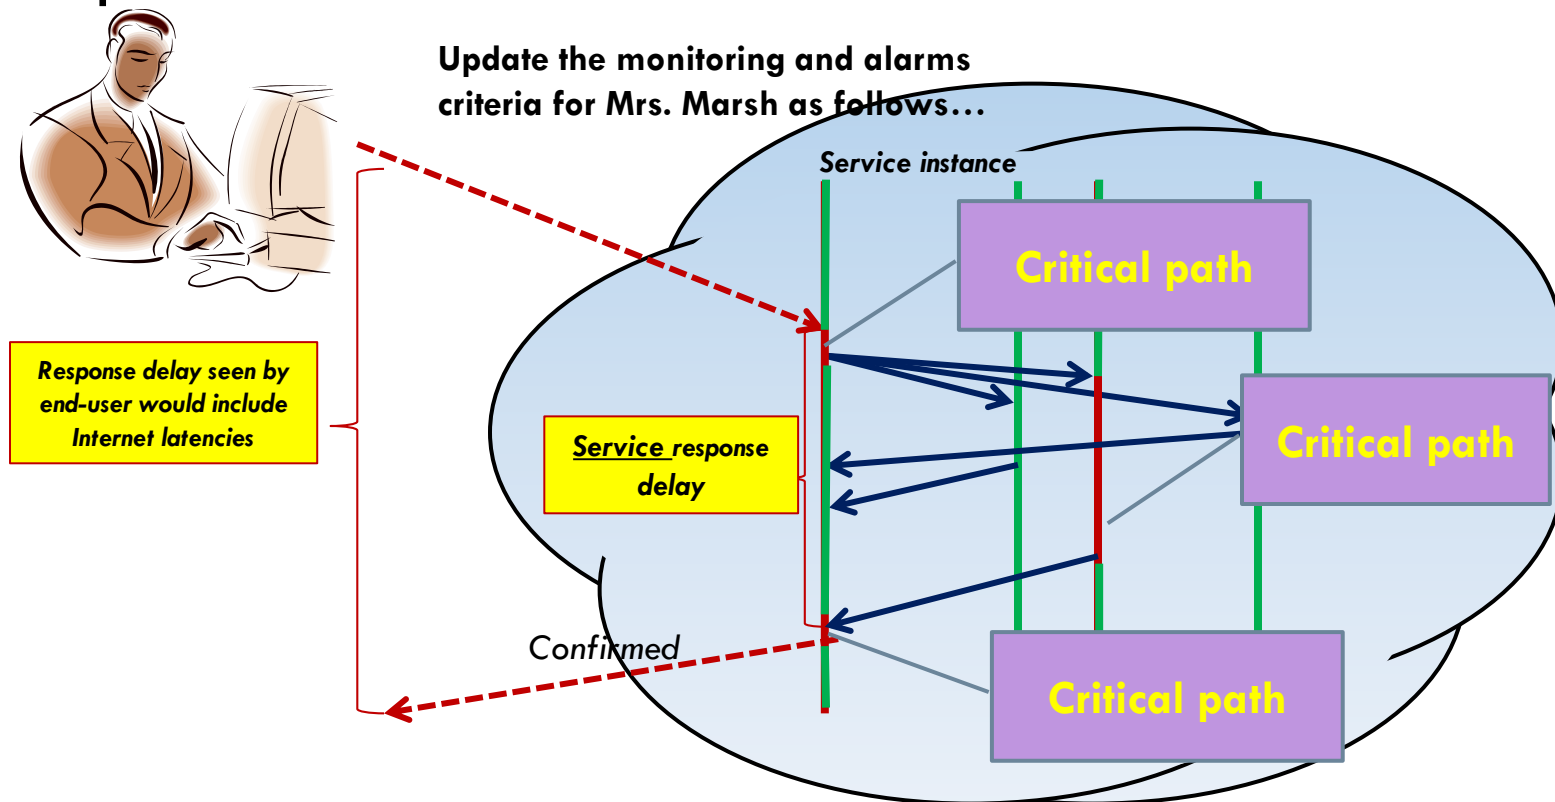 Update the monitoring and alarms
criteria for Mrs. Marsh as follows…
Service instance
Critical path
Response delay seen by
end-user would include
Internet latencies
Service response
delay
Critical path
Confirmed
Critical path